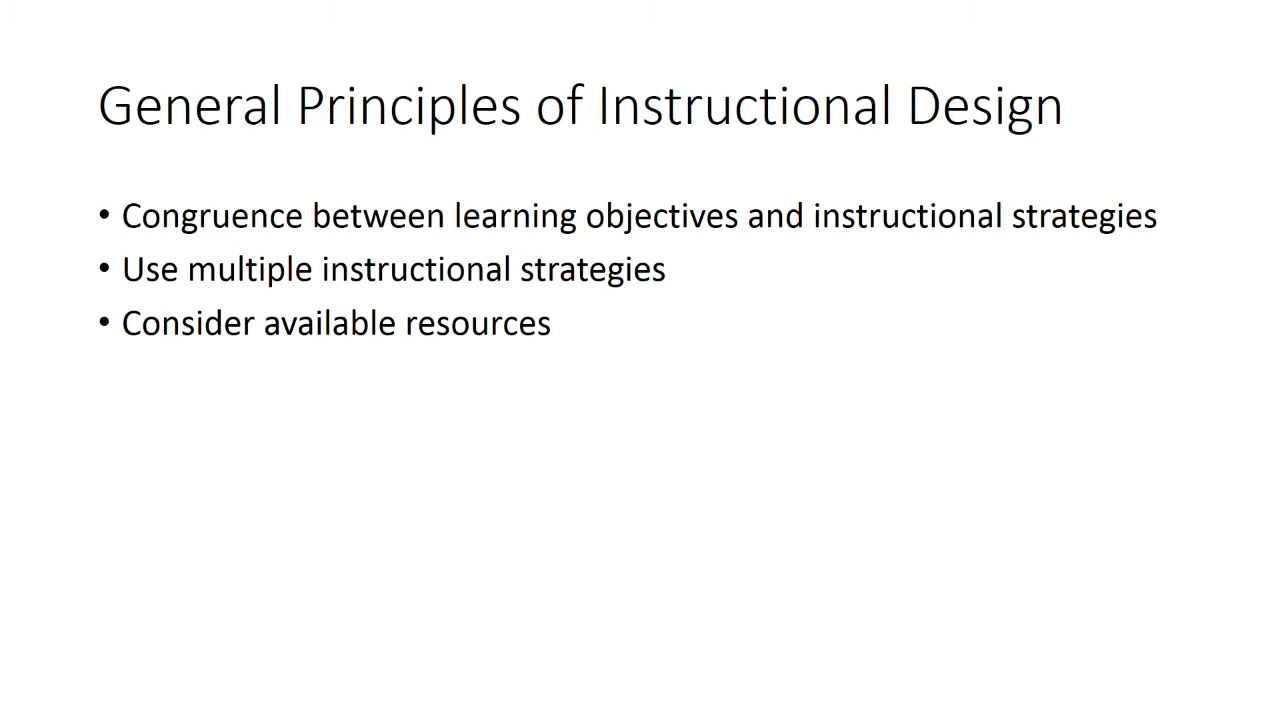 General Principles of Instructional Design
• Congruence between learning objectives and instructional strategies
• Use multiple instructional strategies
• Consider available resources